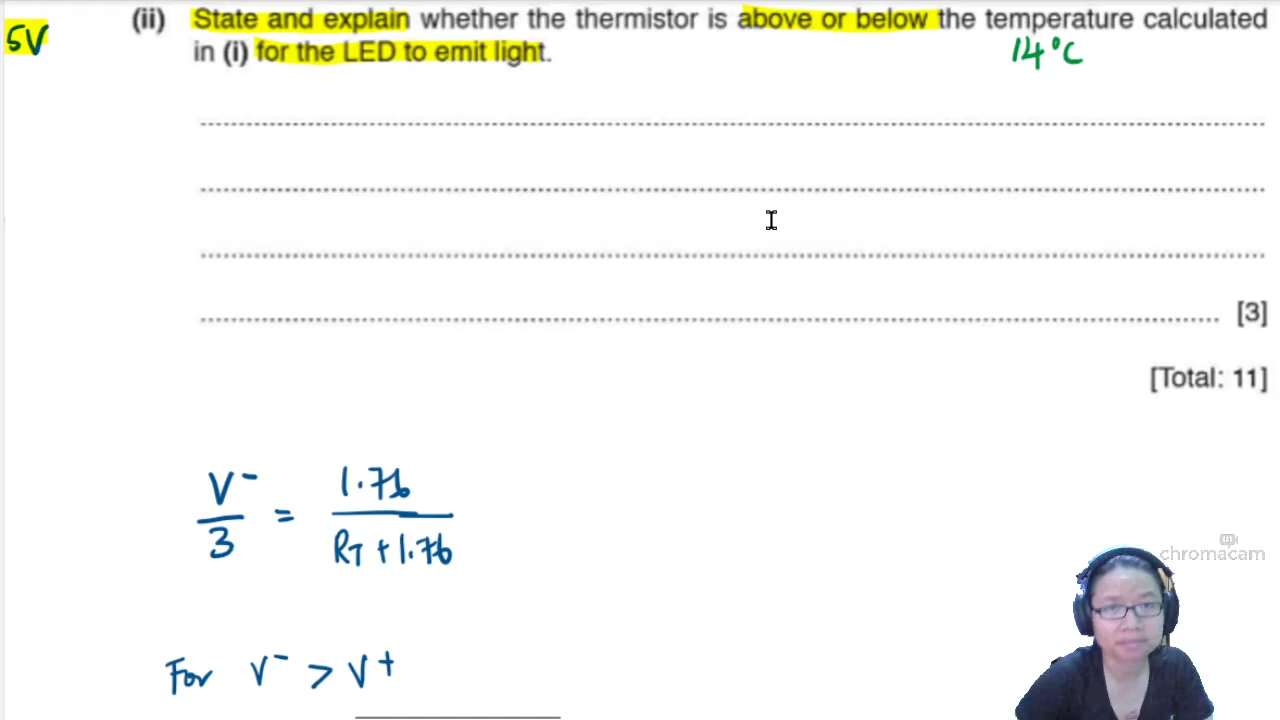 5V
(ii) State and explain whether the thermistor is above or below the temperature calculated
in (i) for the LED to emit light.
14°C
[3]
[Total: 11]
V⁻/3 = 1.76/(RT + 1.76)
chromacam
For V⁻ > V⁺